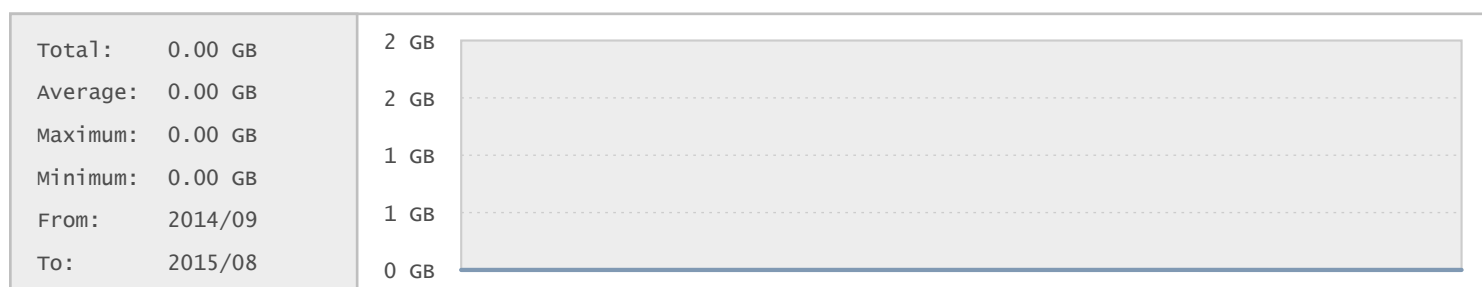 Total: 0.00 GB
Average: 0.00 GB
Maximum: 0.00 GB
Minimum: 0.00 GB
From: 2014/09
To: 2015/08
2 GB
2 GB
1 GB
1 GB
0 GB